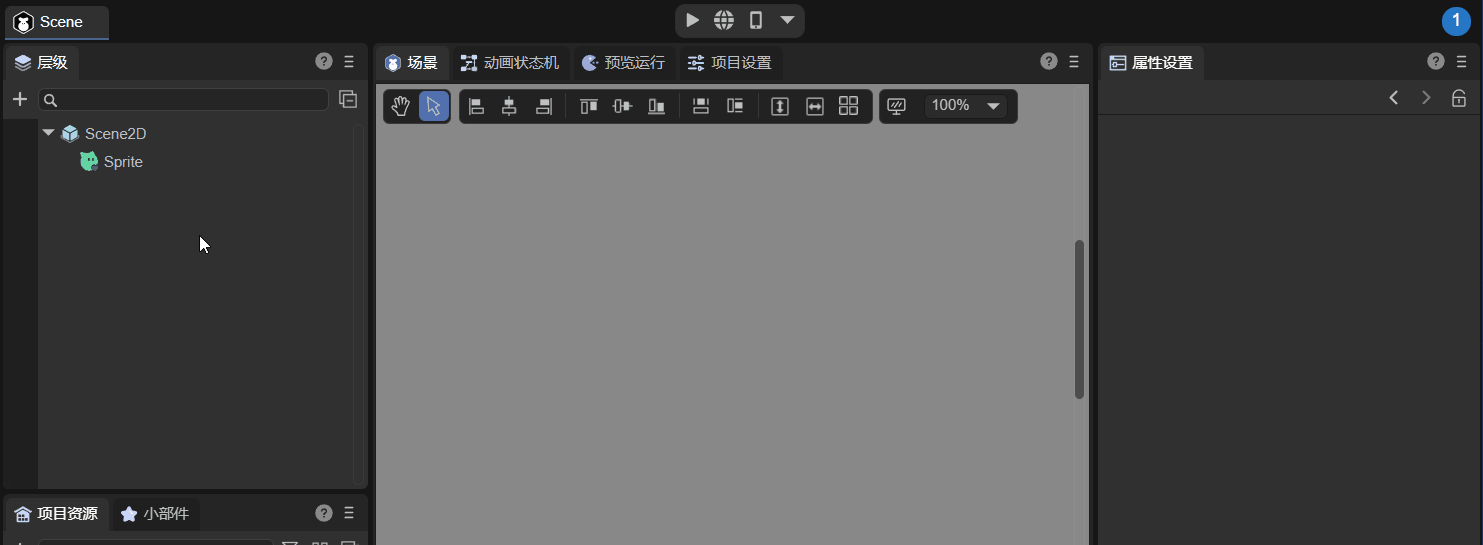 Scene
1
层级
?
场景
动画状态机
预览运行
项目设置
?
属性设置
?
100%
Scene2D
Sprite
项目资源
小部件
?